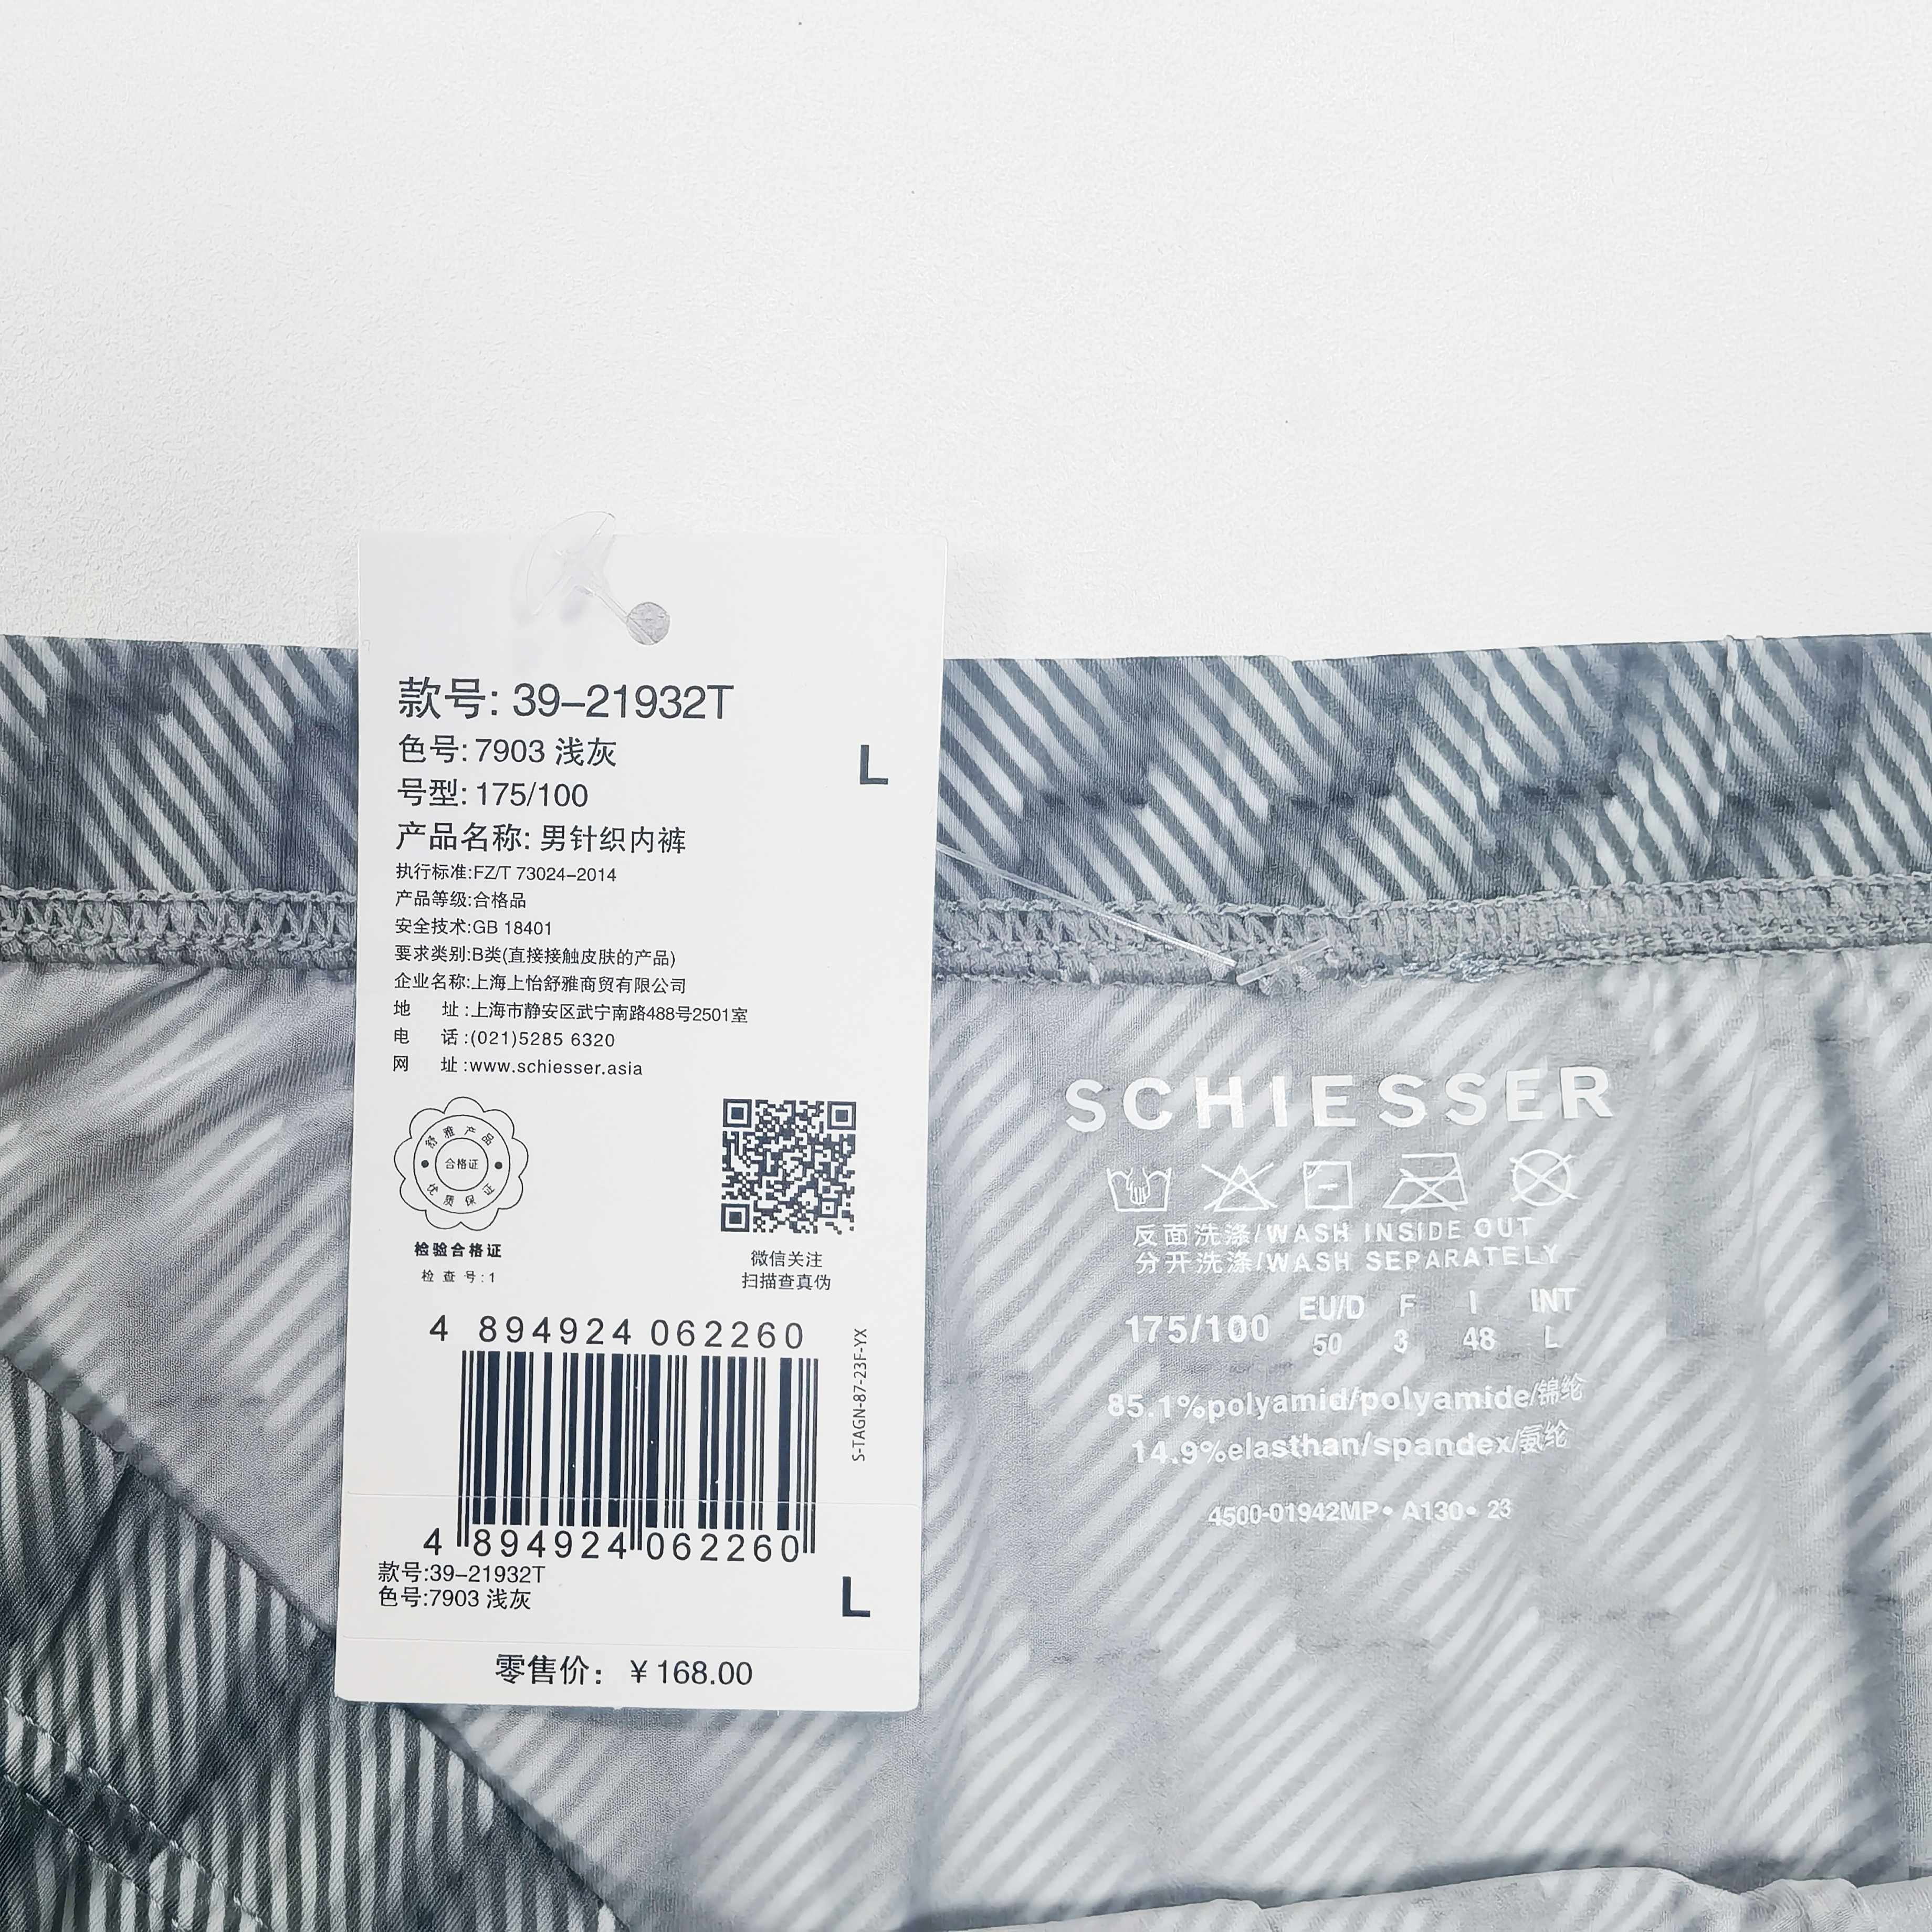 款号: 39-21932T
色号: 7903 浅灰
L
号型: 175/100
产品名称: 男针织内裤
执行标准:FZ/T 73024-2014
产品等级:合格品
安全技术:GB 18401
要求类别:B类(直接接触皮肤的产品)
企业名称:上海上怡舒雅商贸有限公司
地 址:上海市静安区武宁南路488号2501室
电 话:(021)5285 6320
网 址:www.schiesser.asia
舒雅产品
合格证
优质保证
检验合格证
检查号:1
微信关注
扫描查真伪
4 894924 062260
S-TAGN-87-23F-YX
4 894924 062260
款号:39-21932T
色号:7903 浅灰
L
零售价: ¥168.00
SCHIESSER
反面洗涤/WASH INSIDE OUT
分开洗涤/WASH SEPARATELY
175/100 EU/D F I INT
50 3 48 L
85.1%polyamid/polyamide/锦纶
14.9%elasthan/spandex/氨纶
4500-01942MP• A130• 23